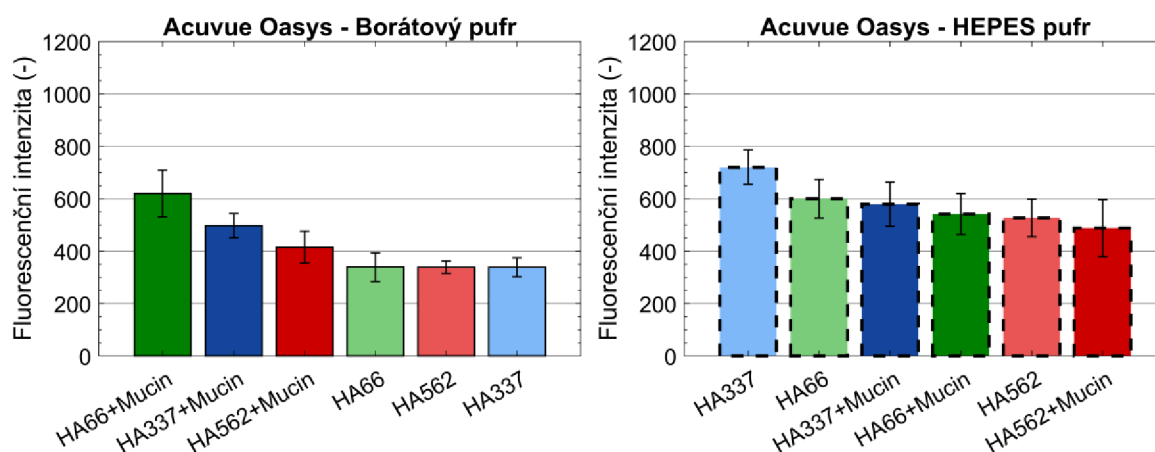 Acuvue Oasys - Borátový pufr
Fluorescenční intenzita (-)
1200
1000
800
600
400
200
0
HA66+Mucin
HA337+Mucin
HA562+Mucin
HA66
HA562
HA337
Acuvue Oasys - HEPES pufr
Fluorescenční intenzita (-)
1200
1000
800
600
400
200
0
HA337
HA66
HA337+Mucin
HA66+Mucin
HA562
HA562+Mucin